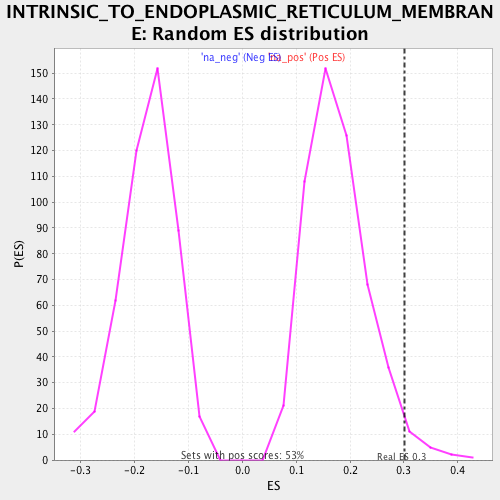 INTRINSIC_TO_ENDOPLASMIC_RETICULUM_MEMBRAN
E: Random ES distribution
'na_neg' (Neg ES) 'na_pos' (Pos ES)
150
140
130
120
110
100
90
80
70
60
50
40
30
20
10
0
P(ES)
Sets with pos scores: 53%
Real ES 0.3
-0.3 -0.2 -0.1 0.0 0.1 0.2 0.3 0.4
ES